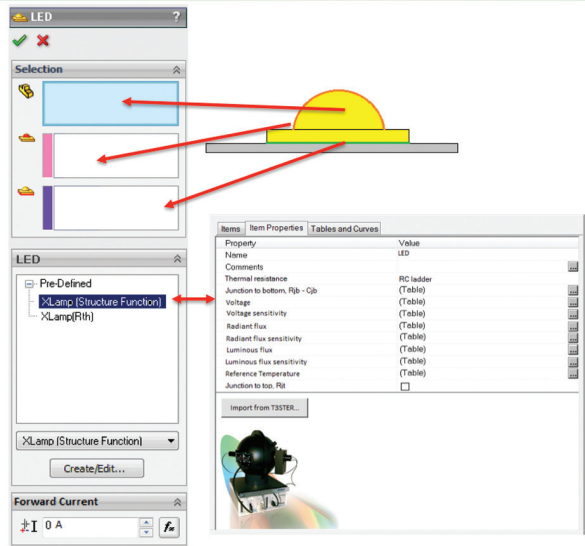 LED
?
Selection
LED
Pre-Defined
XLamp (Structure Function)
XLamp(Rth)
XLamp (Structure Function)
Create/Edit...
Forward Current
I 0 A
fx
Items Item Properties Tables and Curves
Property Value
Name LED
Comments ...
Thermal resistance RC ladder
Junction to bottom, Rjb - Cjb (Table) ...
Voltage (Table) ...
Voltage sensitivity (Table) ...
Radiant flux (Table) ...
Radiant flux sensitivity (Table) ...
Luminous flux (Table) ...
Luminous flux sensitivity (Table) ...
Reference Temperature (Table) ...
Junction to top, Rjt
Import from T3STER...